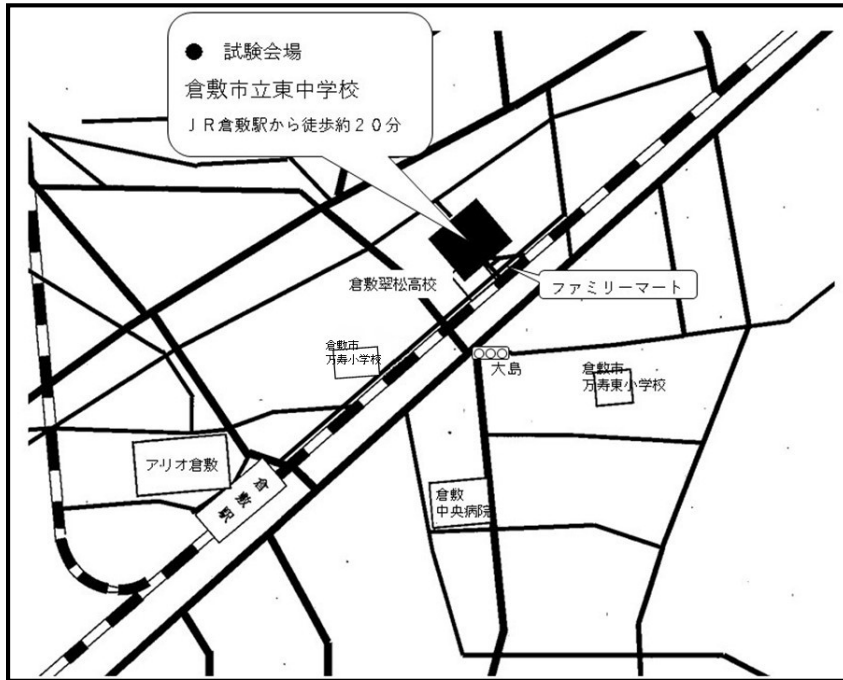 ● 試験会場
倉敷市立東中学校
ＪＲ倉敷駅から徒歩約２０分
倉敷翠松高校
ファミリーマート
倉敷市
万寿小学校
大島
倉敷市
万寿東小学校
アリオ倉敷
倉敷駅
倉敷
中央病院